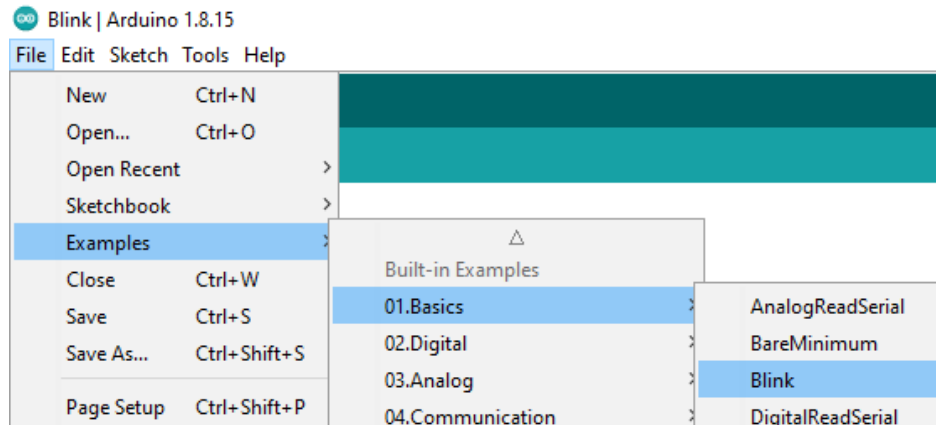 Blink | Arduino 1.8.15
File Edit Sketch Tools Help
New Ctrl+N
Open... Ctrl+O
Open Recent
Sketchbook
Examples
Close Ctrl+W
Save Ctrl+S
Save As... Ctrl+Shift+S
Page Setup Ctrl+Shift+P
Built-in Examples
01.Basics
02.Digital
03.Analog
04.Communication
AnalogReadSerial
BareMinimum
Blink
DigitalReadSerial